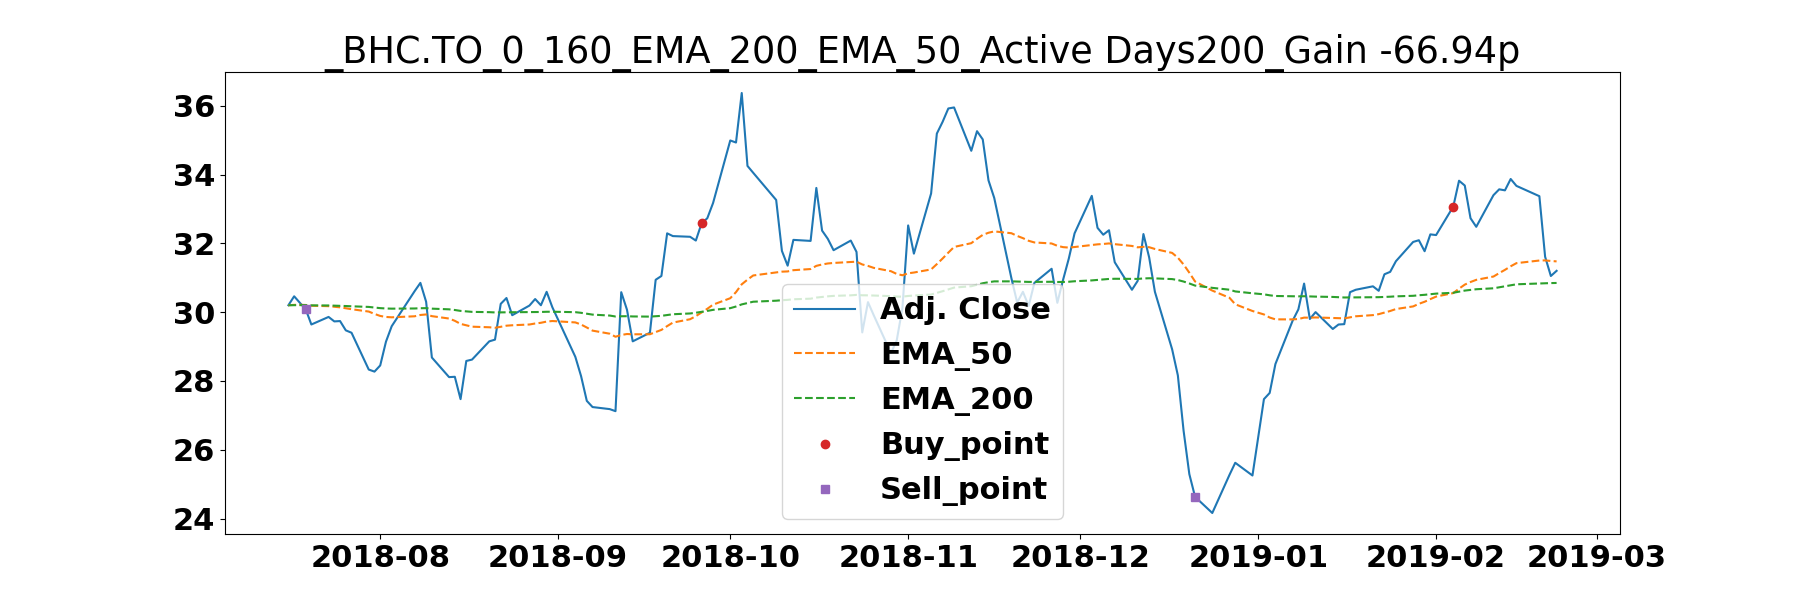 _BHC.TO_0_160_EMA_200_EMA_50_Active Days200_Gain -66.94p
36
34
32
30
28
26
24
Adj. Close
EMA_50
EMA_200
Buy_point
Sell_point
2018-08 2018-09 2018-10 2018-11 2018-12 2019-01 2019-02 2019-03